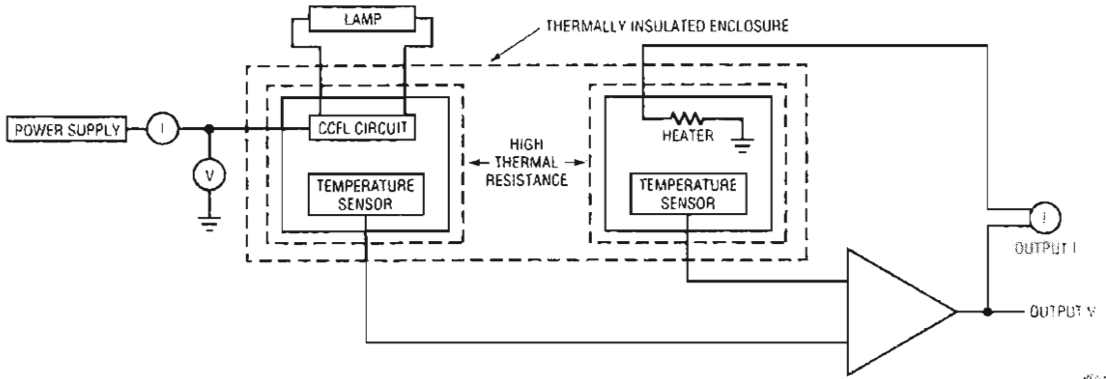 LAMP
THERMALLY INSULATED ENCLOSURE
POWER SUPPLY
I
CCFL CIRCUIT
HEATER
HIGH
THERMAL
RESISTANCE
V
TEMPERATURE
SENSOR
TEMPERATURE
SENSOR
I
OUTPUT I
OUTPUT V